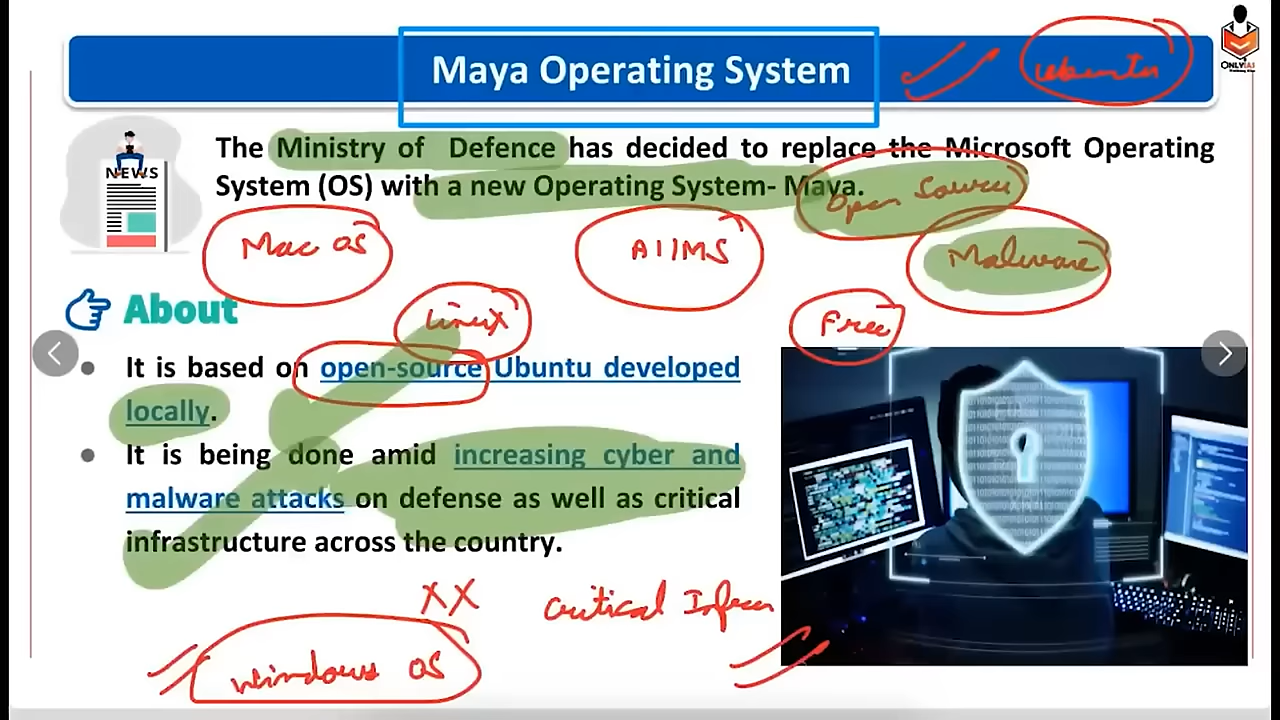 Maya Operating System
ubuntu
ONLYIAS
NEWS
The Ministry of Defence has decided to replace the Microsoft Operating
System (OS) with a new Operating System- Maya.
Open Source
Mac OS
AIIMS
Malware
About
Linux
Free
It is based on open-source Ubuntu developed
locally.
It is being done amid increasing cyber and
malware attacks on defense as well as critical
infrastructure across the country.
XX
Critical Infra
Windows OS